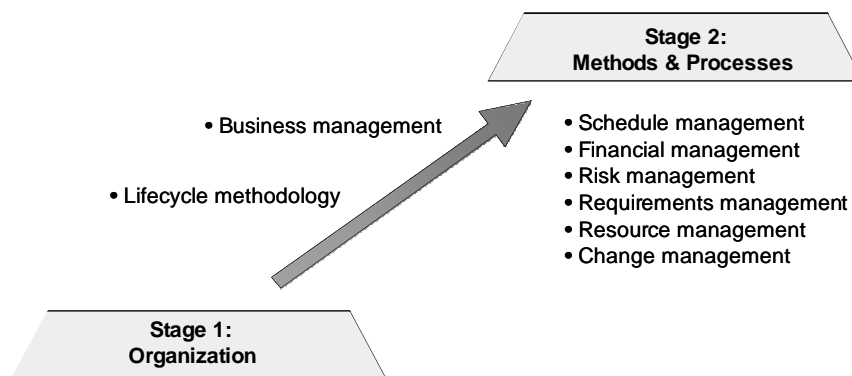 Stage 2:
Methods & Processes
• Business management
• Lifecycle methodology
• Schedule management
• Financial management
• Risk management
• Requirements management
• Resource management
• Change management
Stage 1:
Organization